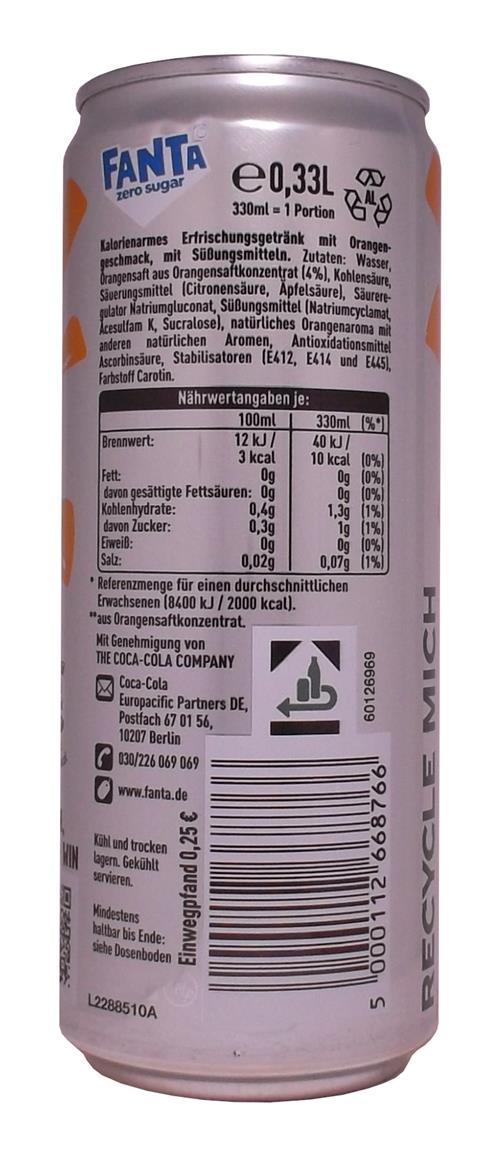 FANTA
zero sugar
e0,33L
330ml = 1 Portion
AL
Kalorienarmes Erfrischungsgetränk mit Orangen-
geschmack, mit Süßungsmitteln. Zutaten: Wasser,
Orangensaft aus Orangensaftkonzentrat (4%), Kohlensäure,
Säuerungsmittel (Citronensäure, Äpfelsäure), Säurere-
gulator Natriumgluconat, Süßungsmittel (Natriumcyclamat,
Acesulfam K, Sucralose), natürliches Orangenaroma mit
anderen natürlichen Aromen, Antioxidationsmittel
Ascorbinsäure, Stabilisatoren (E412, E414 und E445),
Farbstoff Carotin.
Nährwertangaben je:
100ml 330ml (%*)
Brennwert: 12 kJ / 40 kJ /
3 kcal 10 kcal (0%)
Fett: 0g 0g (0%)
davon gesättigte Fettsäuren: 0g 0g (0%)
Kohlenhydrate: 0,4g 1,3g (1%)
davon Zucker: 0,3g 1g (1%)
Eiweiß: 0g 0g (0%)
Salz: 0,02g 0,07g (1%)
* Referenzmenge für einen durchschnittlichen
Erwachsenen (8400 kJ / 2000 kcal).
**aus Orangensaftkonzentrat.
Mit Genehmigung von
THE COCA-COLA COMPANY
Coca-Cola
Europacific Partners DE,
Postfach 67 01 56,
10207 Berlin
030/226 069 069
www.fanta.de
Kühl und trocken
lagern. Gekühlt
servieren.
Mindestens
haltbar bis Ende:
siehe Dosenboden
Einwegpfand 0,25 €
60126969
5 000112 668766
RECYCLE MICH
WIN
L2288510A